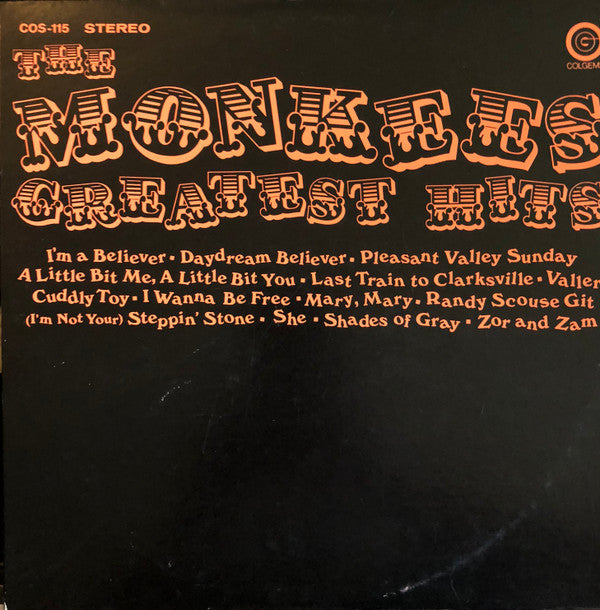 COS-115 STEREO
COLGEM
THE
MONKEES
GREATEST HITS
I'm a Believer • Daydream Believer • Pleasant Valley Sunday
A Little Bit Me, A Little Bit You • Last Train to Clarksville • Valler
Cuddly Toy • I Wanna Be Free • Mary, Mary • Randy Scouse Git
(I'm Not Your) Steppin' Stone • She • Shades of Gray • Zor and Zam